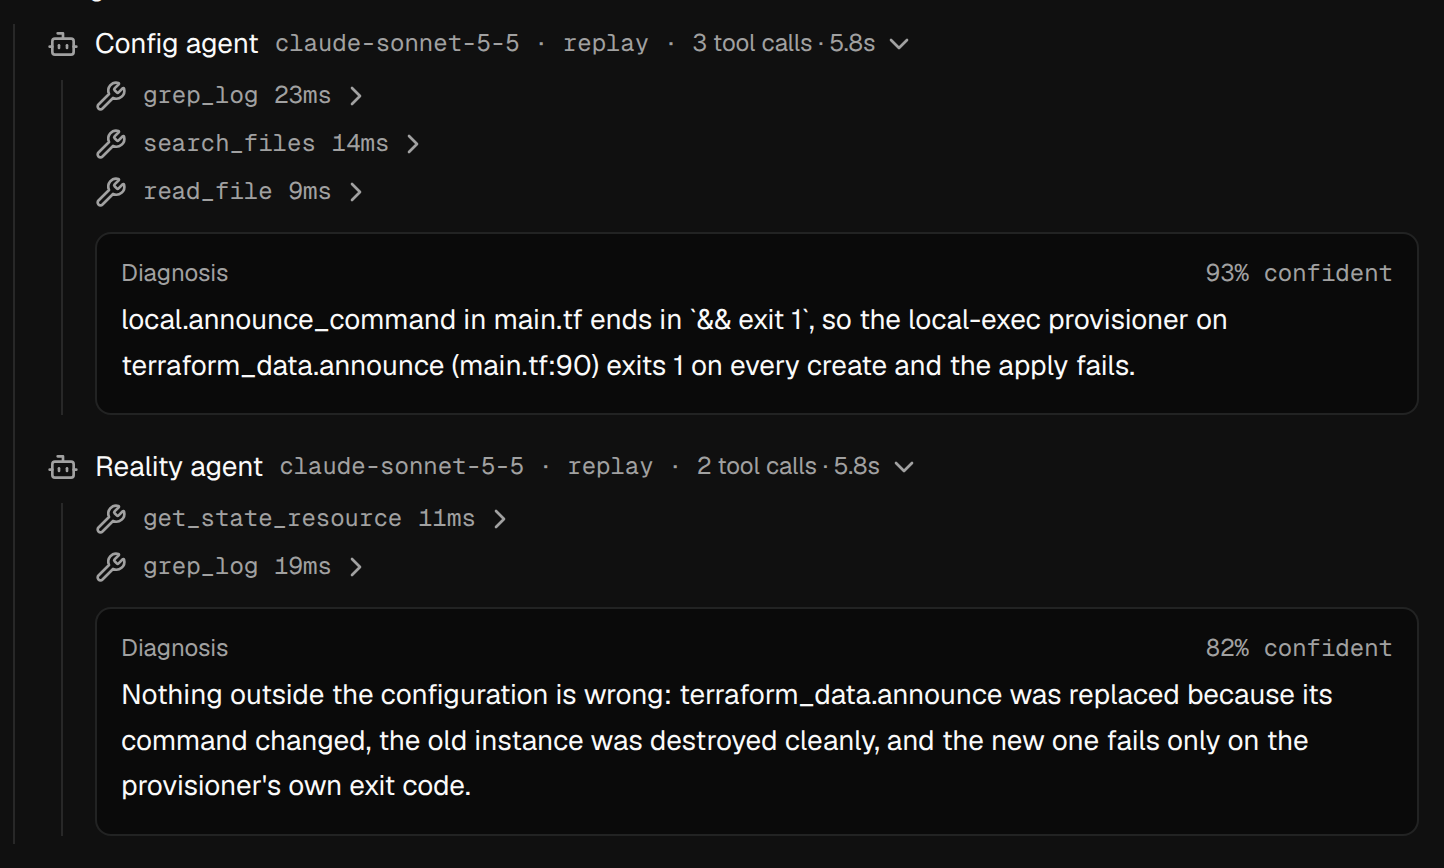 Config agent claude-sonnet-5-5 · replay · 3 tool calls · 5.8s
grep_log 23ms
search_files 14ms
read_file 9ms
Diagnosis 93% confident
local.announce_command in main.tf ends in `&& exit 1`, so the local-exec provisioner on
terraform_data.announce (main.tf:90) exits 1 on every create and the apply fails.
Reality agent claude-sonnet-5-5 · replay · 2 tool calls · 5.8s
get_state_resource 11ms
grep_log 19ms
Diagnosis 82% confident
Nothing outside the configuration is wrong: terraform_data.announce was replaced because its
command changed, the old instance was destroyed cleanly, and the new one fails only on the
provisioner's own exit code.